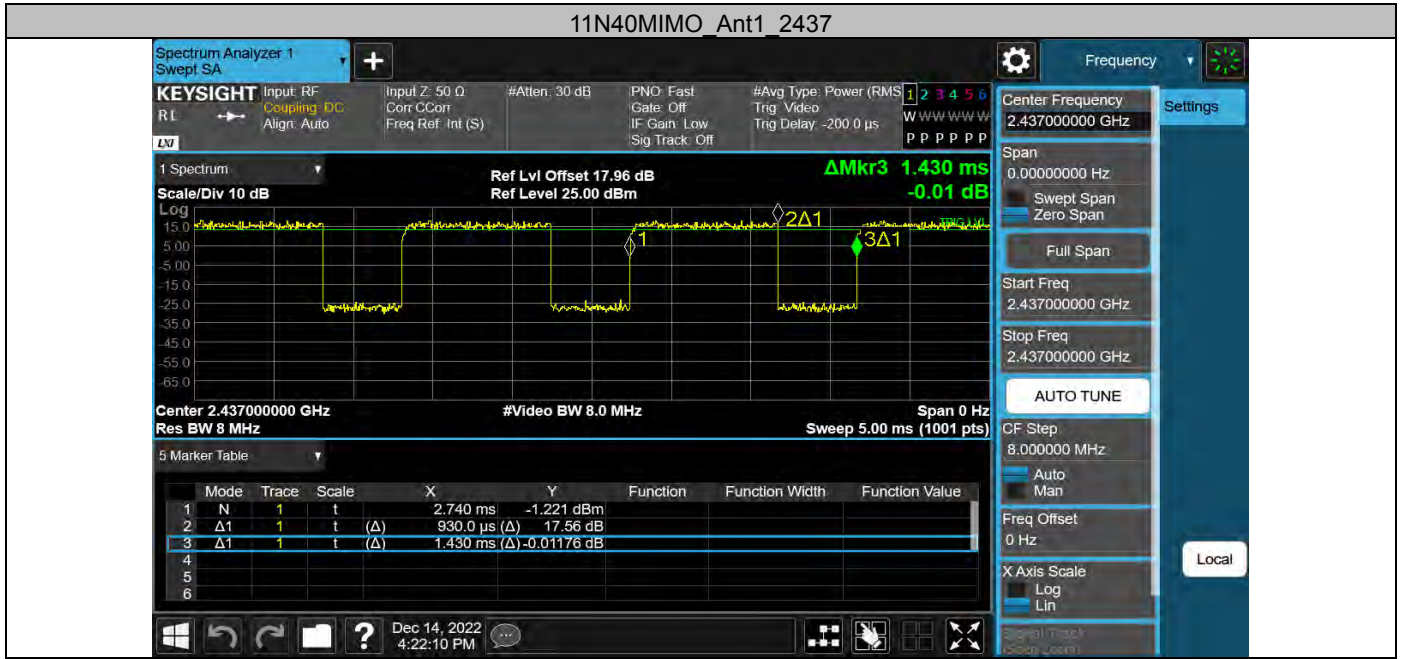 11N40MIMO_Ant1_2437
Spectrum Analyzer 1
Swept SA
+
Frequency
KEYSIGHT
RL
LXI
Input: RF
Coupling: DC
Align: Auto
Input Z: 50 Ω
Corr CCorr
Freq Ref: Int (S)
#Atten: 30 dB
PNO: Fast
Gate: Off
IF Gain: Low
Sig Track: Off
#Avg Type: Power (RMS
Trig: Video
Trig Delay: -200.0 µs
1 2 3 4 5 6
W W W W W W
P P P P P P
Center Frequency
2.437000000 GHz
Settings
Span
0.00000000 Hz
Swept Span
Zero Span
Full Span
Start Freq
2.437000000 GHz
Stop Freq
2.437000000 GHz
AUTO TUNE
CF Step
8.000000 MHz
Auto
Man
Freq Offset
0 Hz
X Axis Scale
Log
Lin
Signal Track
(Span Zoom)
Local
1 Spectrum
Scale/Div 10 dB
Ref Lvl Offset 17.96 dB
Ref Level 25.00 dBm
ΔMkr3 1.430 ms
-0.01 dB
Log
15.0
5.00
-5.00
-15.0
-25.0
-35.0
-45.0
-55.0
-65.0
1
2Δ1
3Δ1
TRIG LVL
Center 2.437000000 GHz
#Video BW 8.0 MHz
Span 0 Hz
Res BW 8 MHz
Sweep 5.00 ms (1001 pts)
5 Marker Table
Mode Trace Scale X Y Function Function Width Function Value
1 N 1 t 2.740 ms -1.221 dBm
2 Δ1 1 t (Δ) 930.0 µs (Δ) 17.56 dB
3 Δ1 1 t (Δ) 1.430 ms (Δ) -0.01176 dB
4
5
6
?
Dec 14, 2022
4:22:10 PM